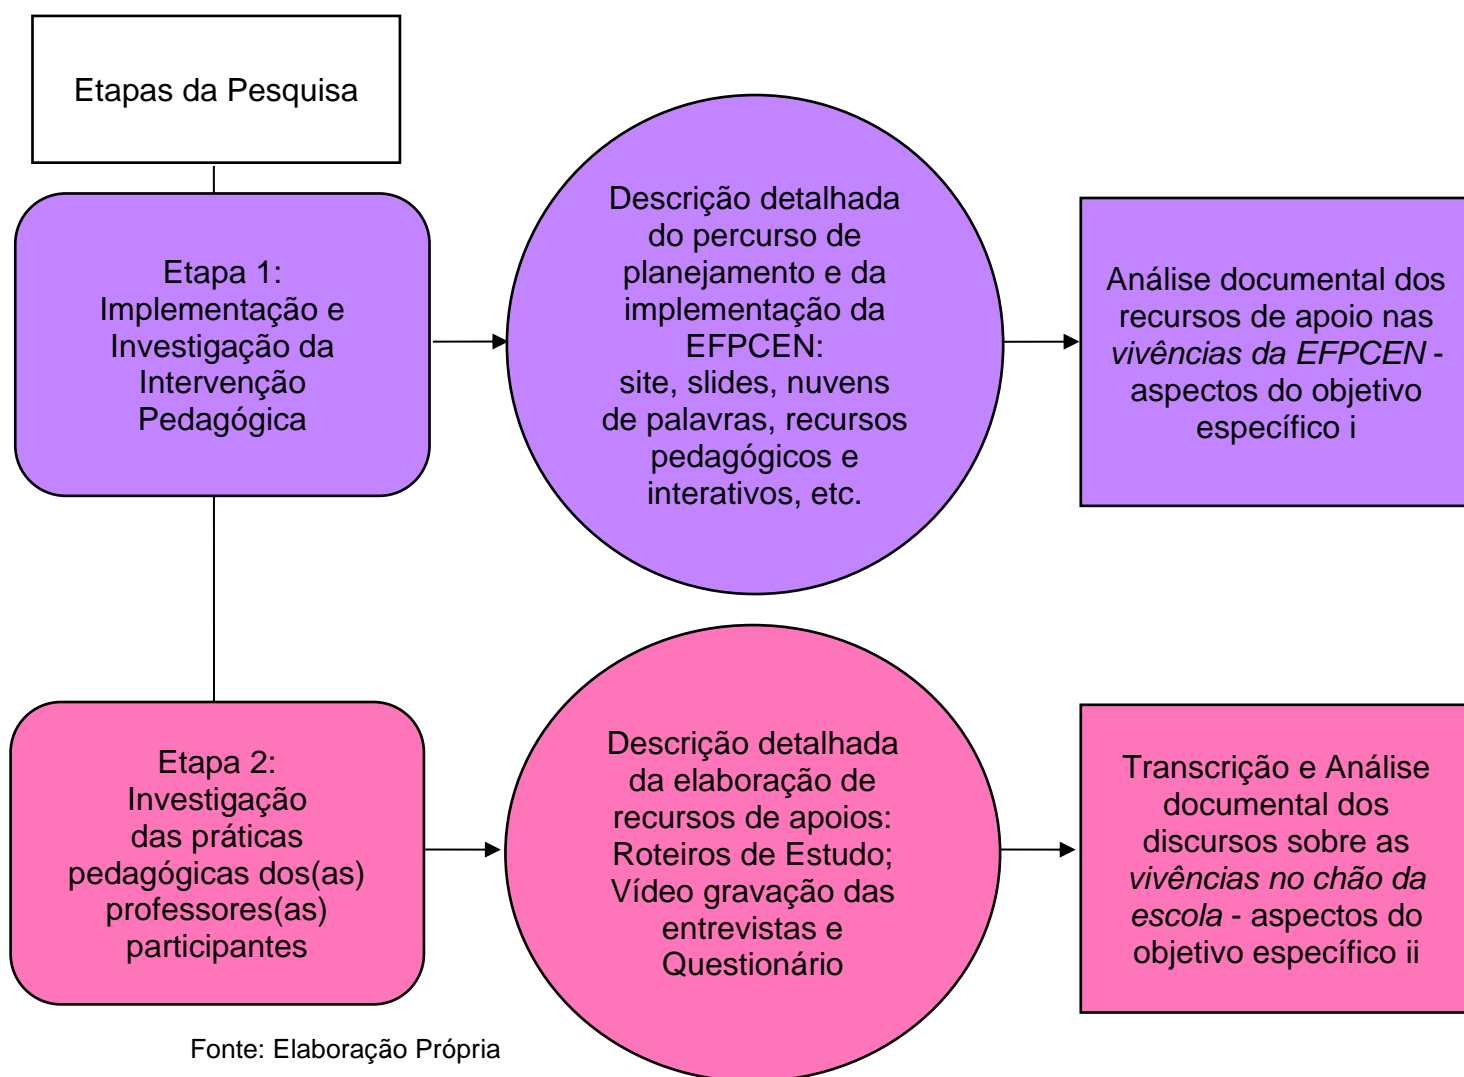 Etapas da Pesquisa
Etapa 1:
Implementação e
Investigação da
Intervenção
Pedagógica
Descrição detalhada
do percurso de
planejamento e da
implementação da
EFPCEN:
site, slides, nuvens
de palavras, recursos
pedagógicos e
interativos, etc.
Análise documental dos
recursos de apoio nas
vivências da EFPCEN -
aspectos do objetivo
específico i
Etapa 2:
Investigação
das práticas
pedagógicas dos(as)
professores(as)
participantes
Descrição detalhada
da elaboração de
recursos de apoios:
Roteiros de Estudo;
Vídeo gravação das
entrevistas e
Questionário
Transcrição e Análise
documental dos
discursos sobre as
vivências no chão da
escola - aspectos do
objetivo específico ii
Fonte: Elaboração Própria